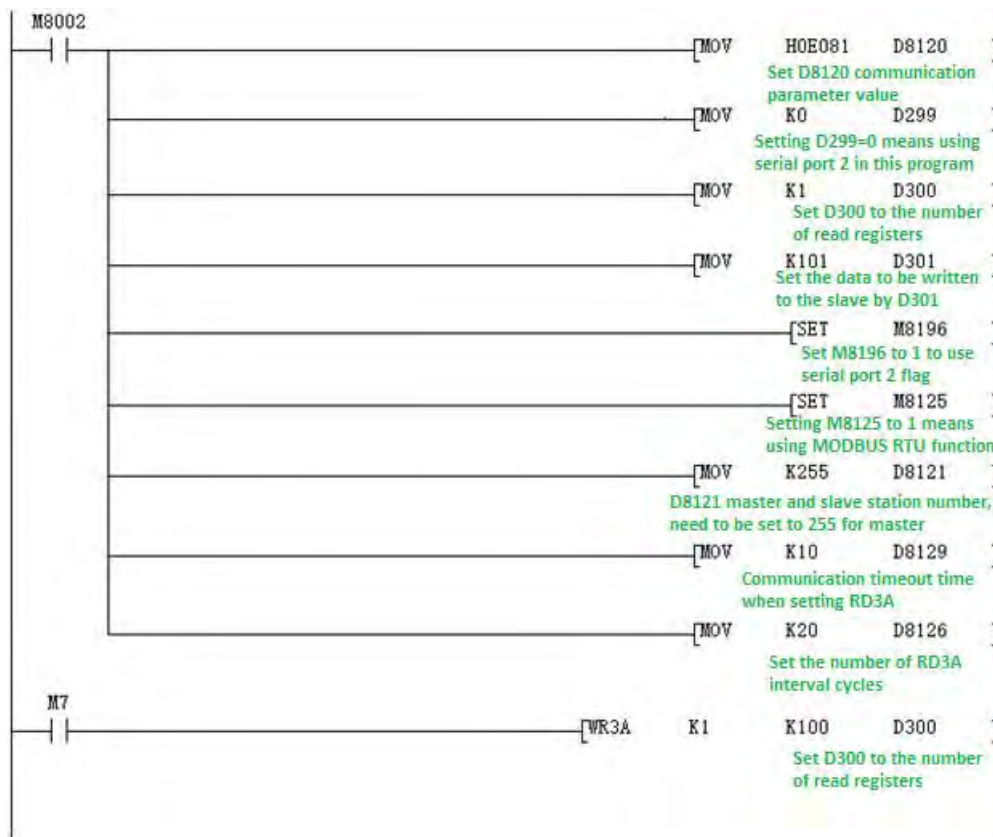 M8002
MOV H0E081 D8120
Set D8120 communication
parameter value
MOV K0 D299
Setting D299=0 means using
serial port 2 in this program
MOV K1 D300
Set D300 to the number
of read registers
MOV K101 D301
Set the data to be written
to the slave by D301
SET M8196
Set M8196 to 1 to use
serial port 2 flag
SET M8125
Setting M8125 to 1 means
using MODBUS RTU function
MOV K255 D8121
D8121 master and slave station number,
need to be set to 255 for master
MOV K10 D8129
Communication timeout time
when setting RD3A
MOV K20 D8126
Set the number of RD3A
interval cycles
M7
WR3A K1 K100 D300
Set D300 to the number
of read registers